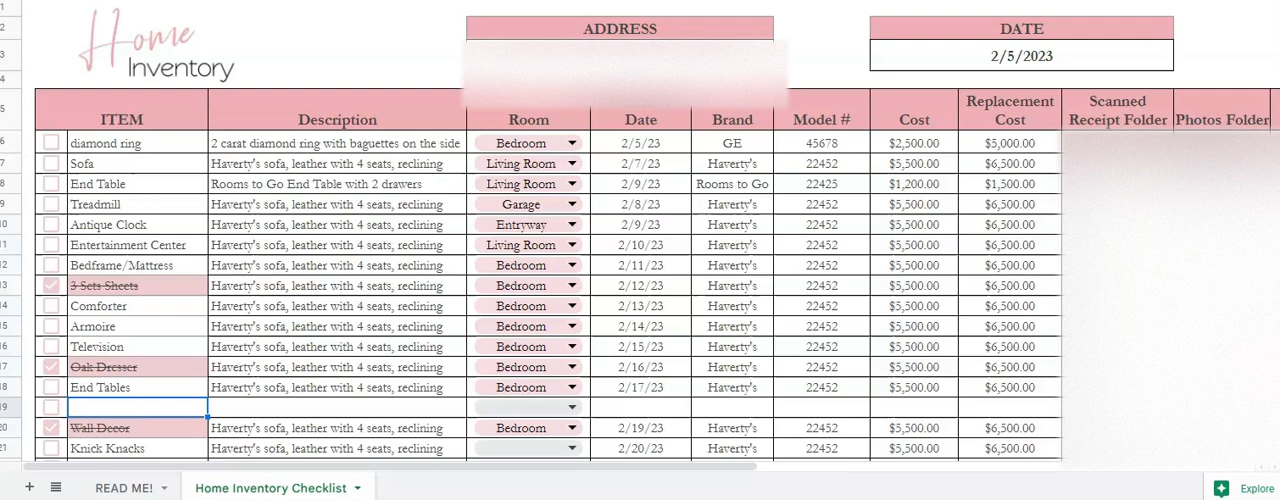 Home
Inventory
ADDRESS
DATE
2/5/2023
ITEM Description Room Date Brand Model # Cost Replacement Cost Scanned Receipt Folder Photos Folder
6 diamond ring 2 carat diamond ring with baguettes on the side Bedroom 2/5/23 GE 45678 $2,500.00 $5,000.00
7 Sofa Haverty's sofa, leather with 4 seats, reclining Living Room 2/7/23 Haverty's 22452 $5,500.00 $6,500.00
8 End Table Rooms to Go End Table with 2 drawers Living Room 2/9/23 Rooms to Go 22425 $1,200.00 $1,500.00
9 Treadmill Haverty's sofa, leather with 4 seats, reclining Garage 2/8/23 Haverty's 22452 $5,500.00 $6,500.00
10 Antique Clock Haverty's sofa, leather with 4 seats, reclining Entryway 2/9/23 Haverty's 22452 $5,500.00 $6,500.00
11 Entertainment Center Haverty's sofa, leather with 4 seats, reclining Living Room 2/10/23 Haverty's 22452 $5,500.00 $6,500.00
12 Bedframe/Mattress Haverty's sofa, leather with 4 seats, reclining Bedroom 2/11/23 Haverty's 22452 $5,500.00 $6,500.00
13 3 Sets Sheets Haverty's sofa, leather with 4 seats, reclining Bedroom 2/12/23 Haverty's 22452 $5,500.00 $6,500.00
14 Comforter Haverty's sofa, leather with 4 seats, reclining Bedroom 2/13/23 Haverty's 22452 $5,500.00 $6,500.00
15 Armoire Haverty's sofa, leather with 4 seats, reclining Bedroom 2/14/23 Haverty's 22452 $5,500.00 $6,500.00
16 Television Haverty's sofa, leather with 4 seats, reclining Bedroom 2/15/23 Haverty's 22452 $5,500.00 $6,500.00
17 Oak Dresser Haverty's sofa, leather with 4 seats, reclining Bedroom 2/16/23 Haverty's 22452 $5,500.00 $6,500.00
18 End Tables Haverty's sofa, leather with 4 seats, reclining Bedroom 2/17/23 Haverty's 22452 $5,500.00 $6,500.00
19
20 Wall Decor Haverty's sofa, leather with 4 seats, reclining Bedroom 2/19/23 Haverty's 22452 $5,500.00 $6,500.00
21 Knick Knacks Haverty's sofa, leather with 4 seats, reclining 2/20/23 Haverty's 22452 $5,500.00 $6,500.00
READ ME! Home Inventory Checklist Explore